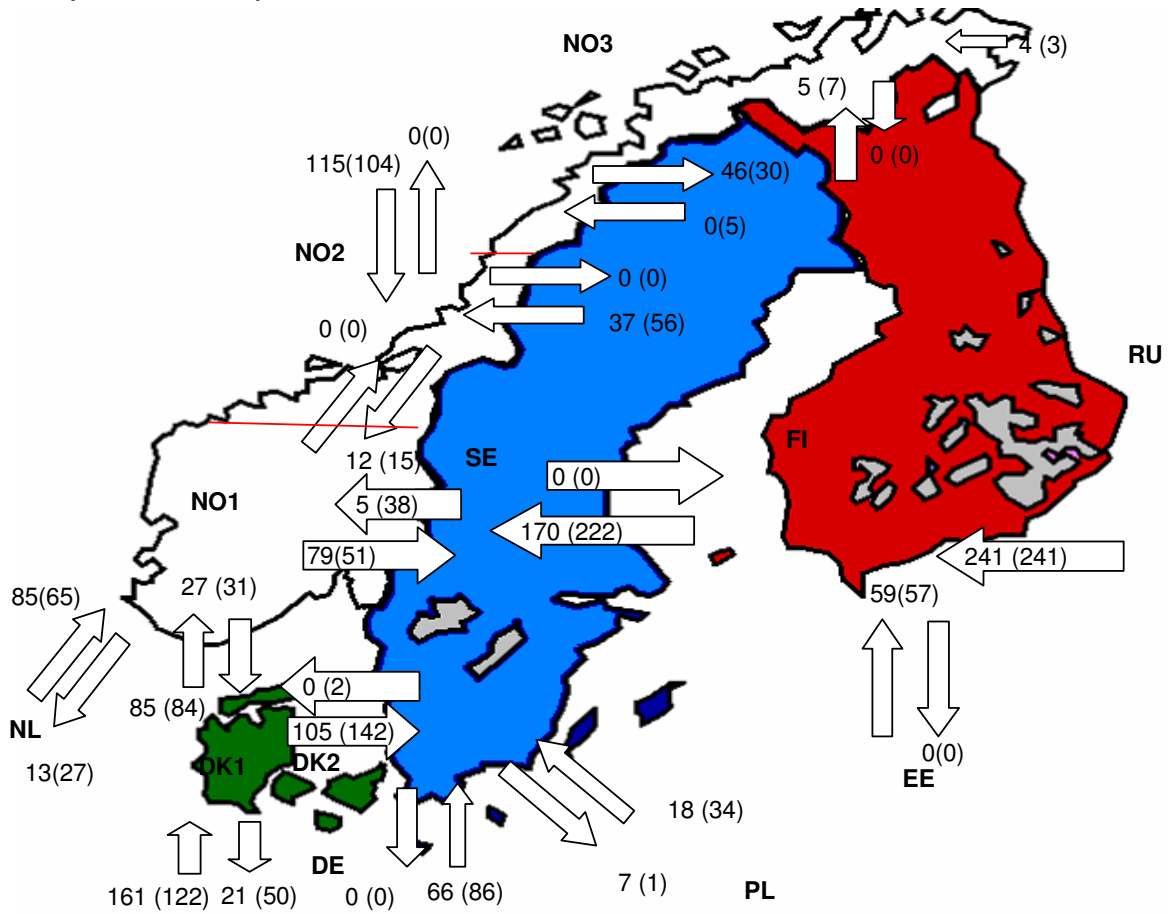 NO3
4 (3)
5 (7)
0(0)
115(104)
0 (0)
46(30)
0(5)
NO2
0 (0)
37 (56)
0 (0)
RU
FI
12 (15)
SE
0 (0)
NO1
5 (38)
170 (222)
79(51)
241 (241)
27 (31)
85(65)
59(57)
0 (2)
85 (84)
NL
105 (142)
0(0)
DK1
DK2
13(27)
EE
18 (34)
DE
7 (1)
PL
161 (122)
21 (50)
0 (0)
66 (86)